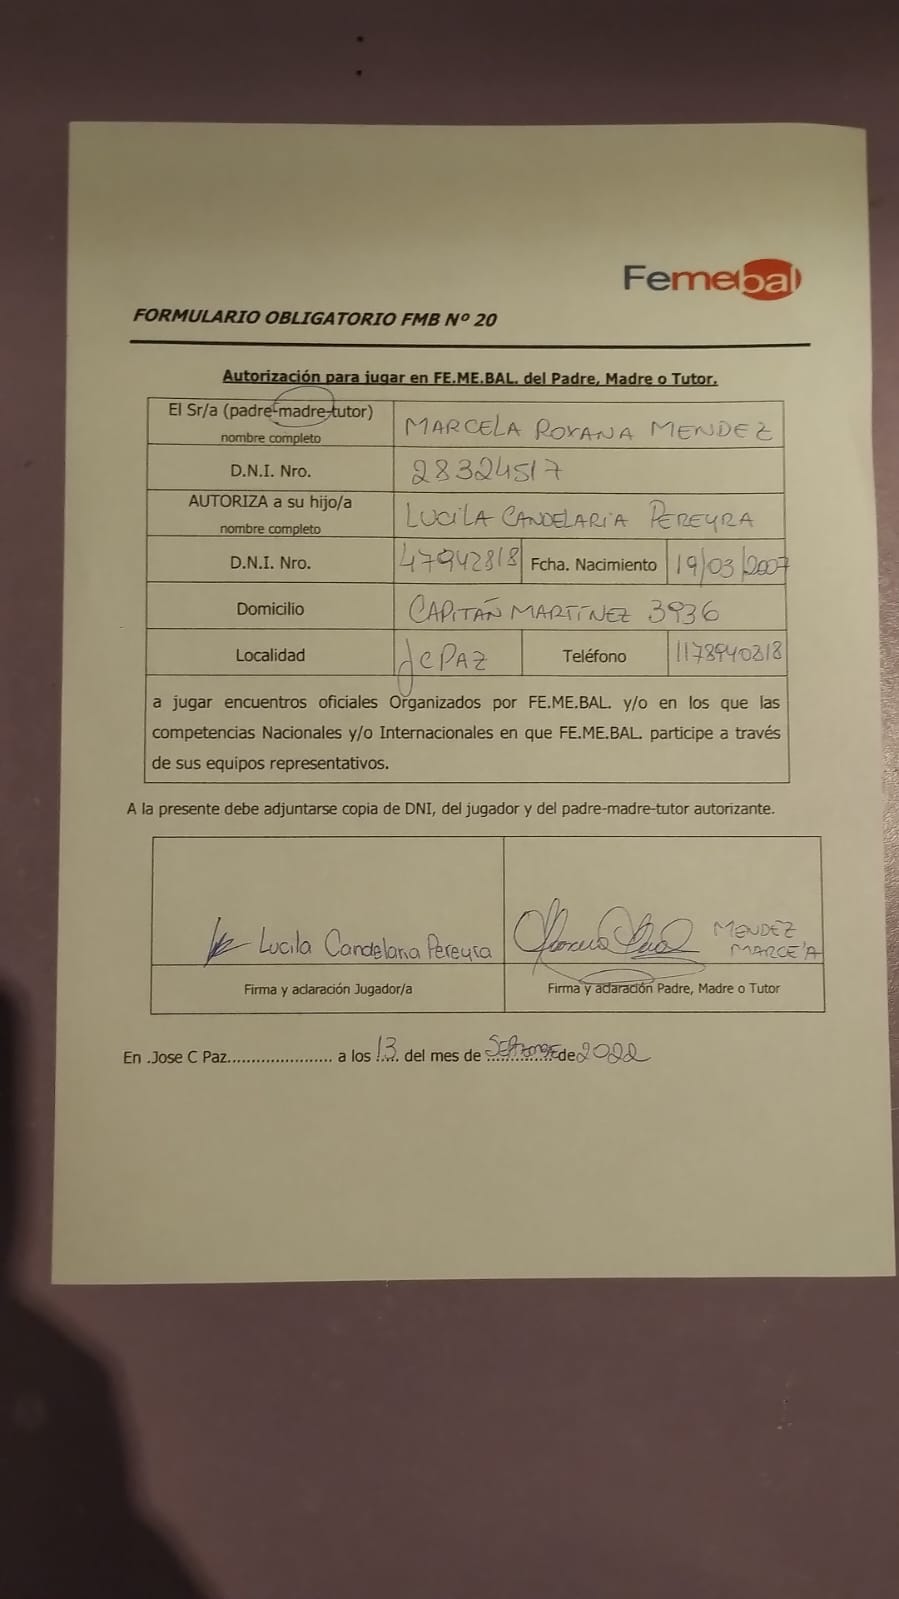 Femebal
FORMULARIO OBLIGATORIO FMB Nº 20
Autorización para jugar en FE.ME.BAL. del Padre, Madre o Tutor.
El Sr/a (padre-madre-tutor)
nombre completo
MARCELA ROXANA MENDEZ
D.N.I. Nro.
28324517
AUTORIZA a su hijo/a
nombre completo
LUCILA CANDELARIA PEREYRA
D.N.I. Nro. 47942818 Fcha. Nacimiento 19/03/2007
Domicilio CAPITÁN MARTÍNEZ 3936
Localidad JC PAZ Teléfono
a jugar encuentros oficiales Organizados por FE.ME.BAL. y/o en los que las
competencias Nacionales y/o Internacionales en que FE.ME.BAL. participe a través
de sus equipos representativos.
A la presente debe adjuntarse copia de DNI, del jugador y del padre-madre-tutor autorizante.
Lucila Candelaria Pereyra
MENDEZ
MARCELA
Firma y aclaración Jugador/a
Firma y aclaración Padre, Madre o Tutor
En .Jose C Paz..................... a los 13 del mes de de 2022